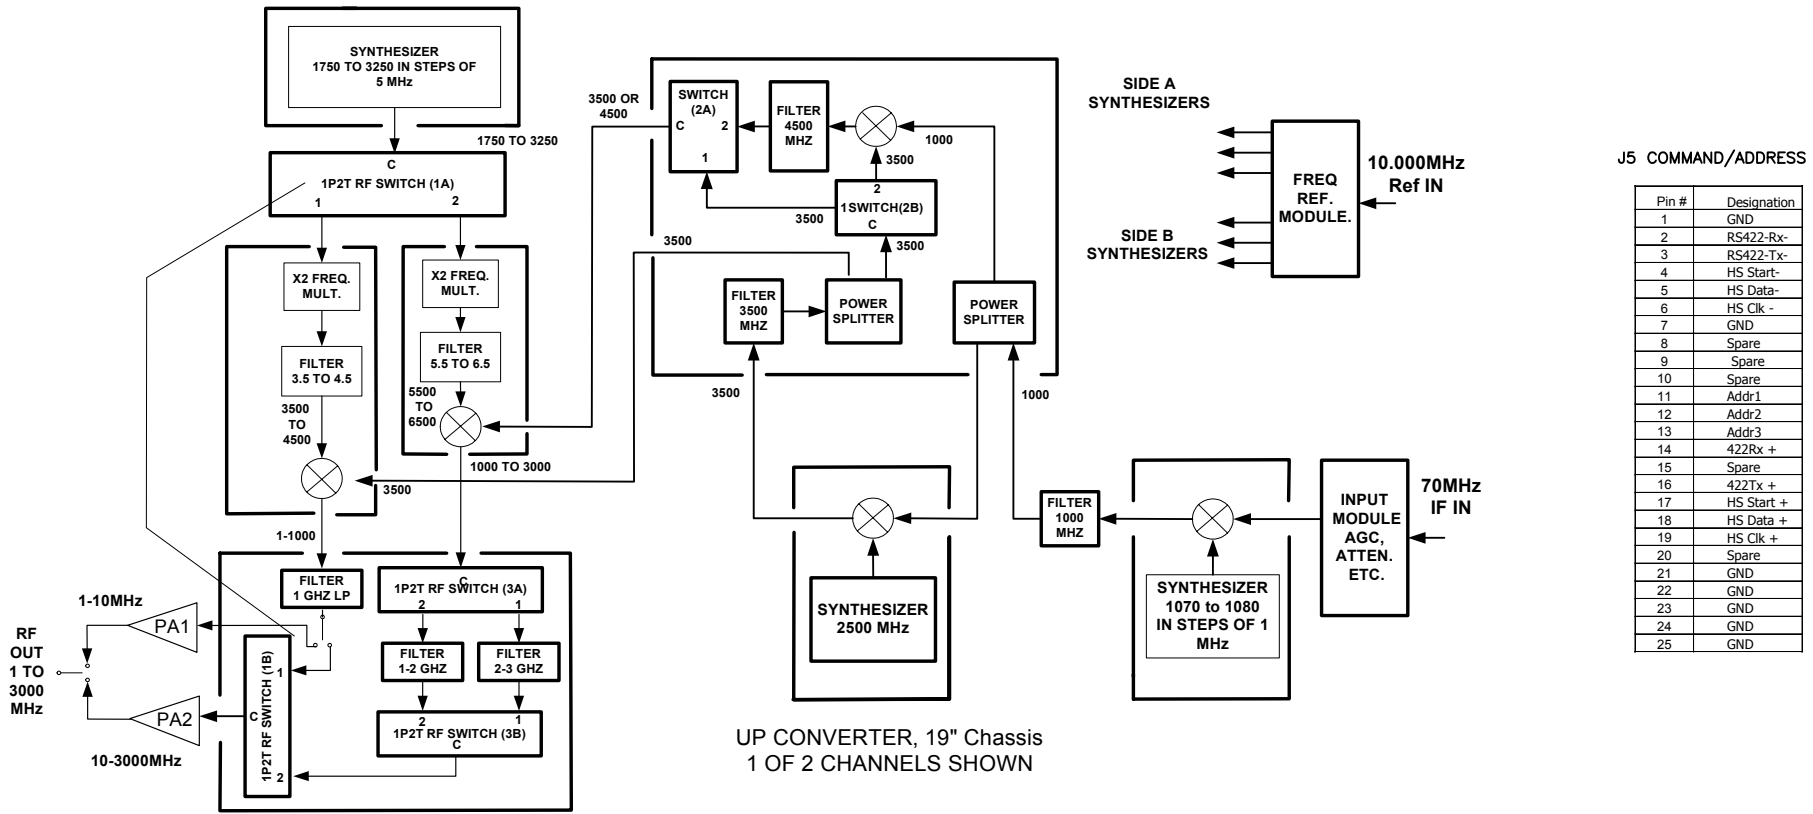 SYNTHESIZER
1750 TO 3250 IN STEPS OF
5 MHz
1750 TO 3250
C
1P2T RF SWITCH (1A)
1
2
X2 FREQ.
MULT.
FILTER
3.5 TO 4.5
3500
TO
4500
X2 FREQ.
MULT.
FILTER
5.5 TO 6.5
5500
TO
6500
1000 TO 3000
3500
1-1000
FILTER
1 GHZ LP
C
1P2T RF SWITCH (3A)
2
1
FILTER
1-2 GHZ
FILTER
2-3 GHZ
2
1
1P2T RF SWITCH (3B)
C
1
C
1P2T RF SWITCH (1B)
2
1-10MHz
PA1
PA2
10-3000MHz
RF
OUT
1 TO
3000
MHz
3500 OR
4500
SWITCH
(2A)
C
2
1
FILTER
4500
MHZ
1000
3500
2
1SWITCH(2B)
C
3500
3500
3500
FILTER
3500
MHZ
POWER
SPLITTER
POWER
SPLITTER
3500
1000
SYNTHESIZER
2500 MHz
FILTER
1000
MHZ
SYNTHESIZER
1070 to 1080
IN STEPS OF 1
MHz
INPUT
MODULE
AGC,
ATTEN.
ETC.
70MHz
IF IN
SIDE A
SYNTHESIZERS
SIDE B
SYNTHESIZERS
FREQ
REF.
MODULE.
10.000MHz
Ref IN
UP CONVERTER, 19" Chassis
1 OF 2 CHANNELS SHOWN
J5 COMMAND/ADDRESS
Pin # Designation
1 GND
2 RS422-Rx-
3 RS422-Tx-
4 HS Start-
5 HS Data-
6 HS Clk -
7 GND
8 Spare
9 Spare
10 Spare
11 Addr1
12 Addr2
13 Addr3
14 422Rx +
15 Spare
16 422Tx +
17 HS Start +
18 HS Data +
19 HS Clk +
20 Spare
21 GND
22 GND
23 GND
24 GND
25 GND